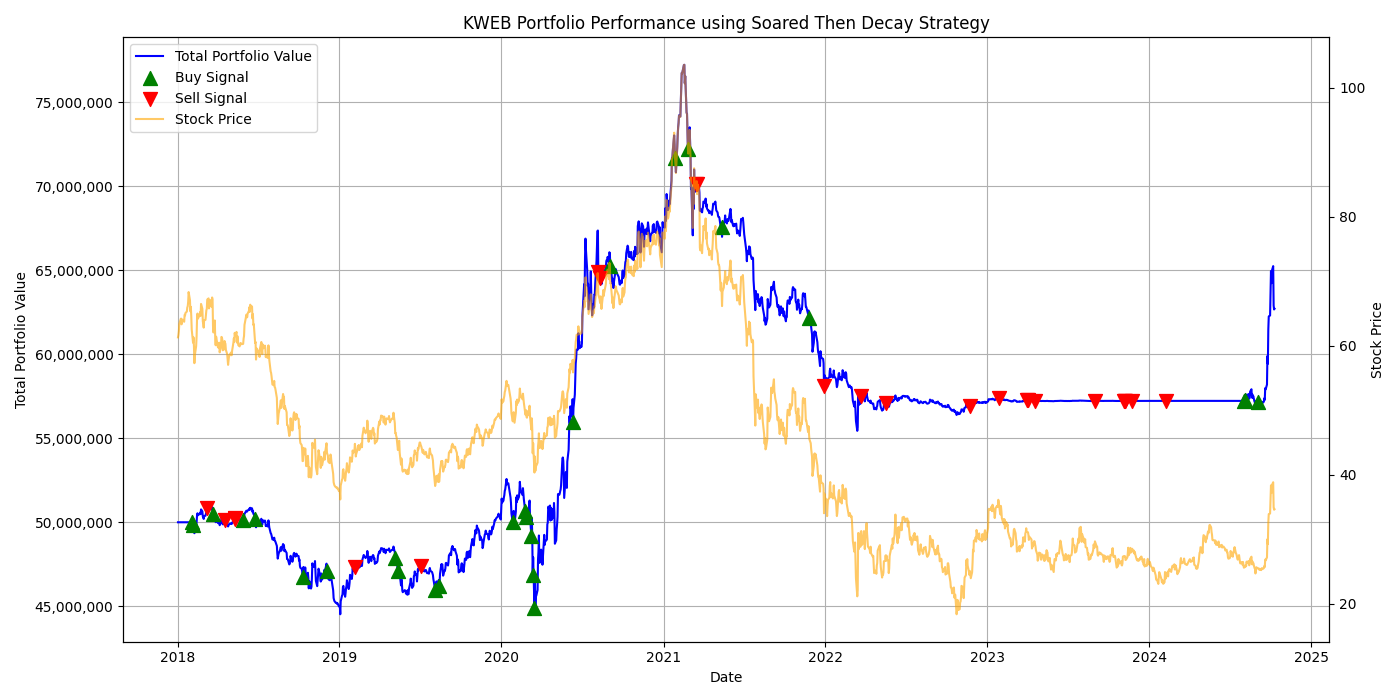 KWEB Portfolio Performance using Soared Then Decay Strategy
Total Portfolio Value
Buy Signal
Sell Signal
Stock Price
75,000,000
70,000,000
65,000,000
60,000,000
55,000,000
50,000,000
45,000,000
Total Portfolio Value
100
80
60
40
20
Stock Price
2018 2019 2020 2021 2022 2023 2024 2025
Date